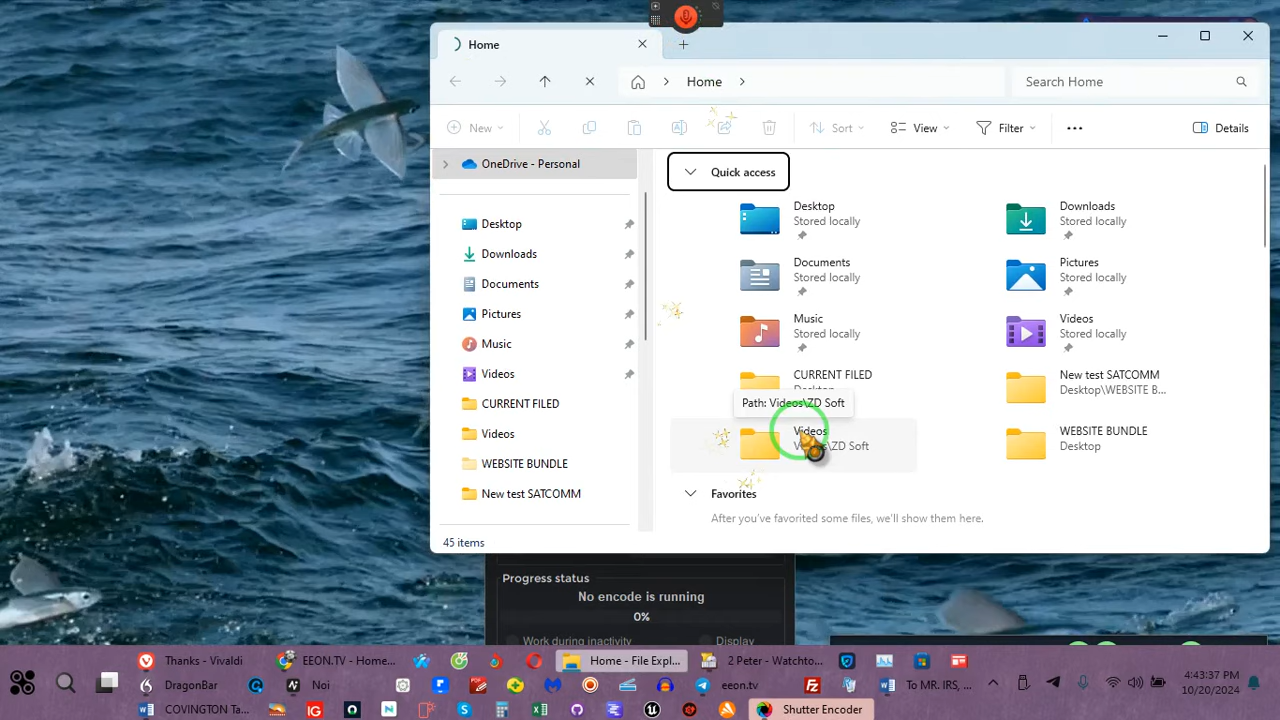 Home
Home
Search Home
New
Sort
View
Filter
Details
OneDrive - Personal
Desktop
Downloads
Documents
Pictures
Music
Videos
CURRENT FILED
Videos
WEBSITE BUNDLE
New test SATCOMM
Quick access
Desktop
Stored locally
Downloads
Stored locally
Documents
Stored locally
Pictures
Stored locally
Music
Stored locally
Videos
Stored locally
CURRENT FILED
Desktop
New test SATCOMM
Desktop\WEBSITE B...
Path: Videos\ZD Soft
Videos
\ZD Soft
WEBSITE BUNDLE
Desktop
Favorites
After you've favorited some files, we'll show them here.
45 items
Progress status
No encode is running
0%
Work during inactivity
Display
Thanks - Vivaldi
EEON.TV - Home...
Home - File Expl...
2 Peter - Watchto...
4:43:37 PM
DragonBar
Noi
eeon.tv
To MR. IRS, ...
10/20/2024
COVINGTON Ta...
Shutter Encoder